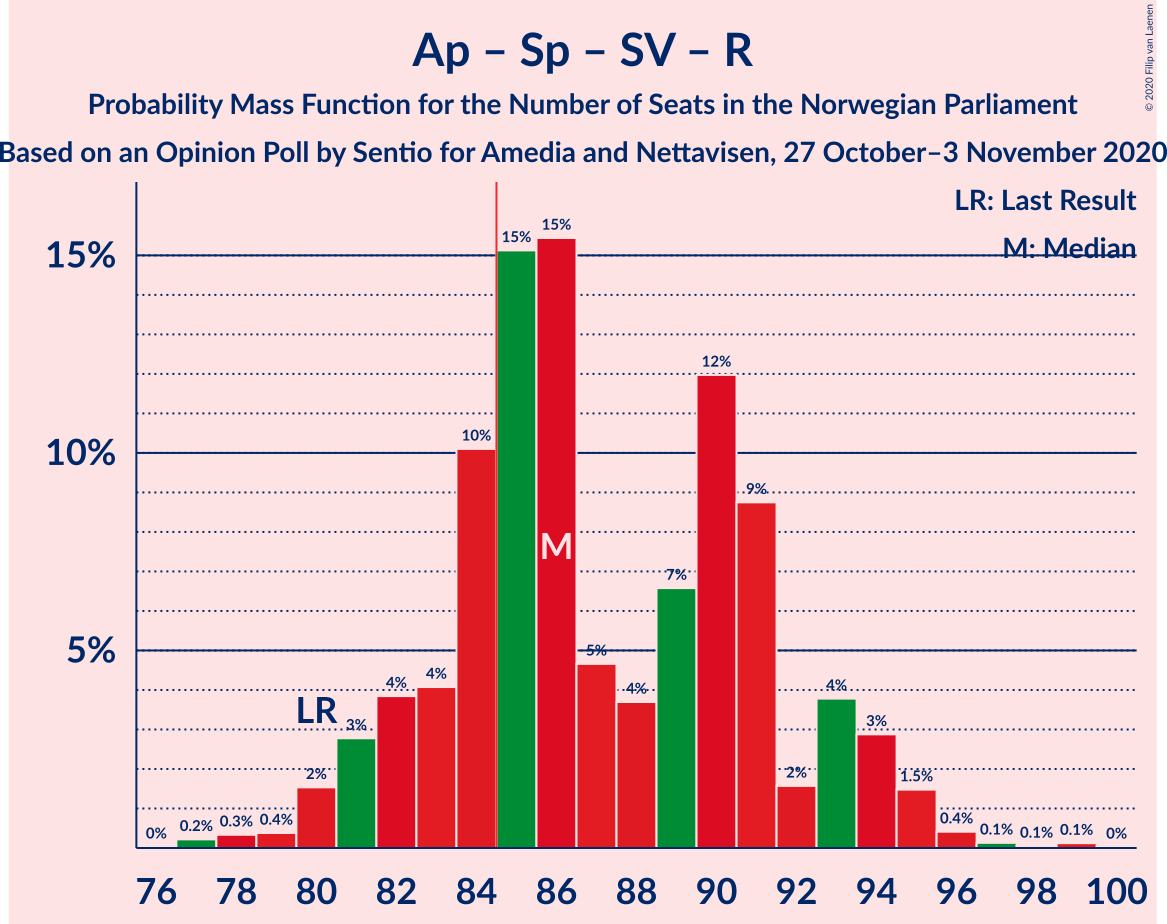 Ap – Sp – SV – R
Probability Mass Function for the Number of Seats in the Norwegian Parliament
Based on an Opinion Poll by Sentio for Amedia and Nettavisen, 27 October–3 November 2020
© 2020 Filip van Laenen
LR: Last Result
M: Median
15%
10%
5%
0% 0.2% 0.3% 0.4% 2% 3% 4% 4% 10% 15% 15% 5% 4% 7% 12% 9% 2% 4% 3% 1.5% 0.4% 0.1% 0.1% 0.1% 0%
LR
M
76 78 80 82 84 86 88 90 92 94 96 98 100